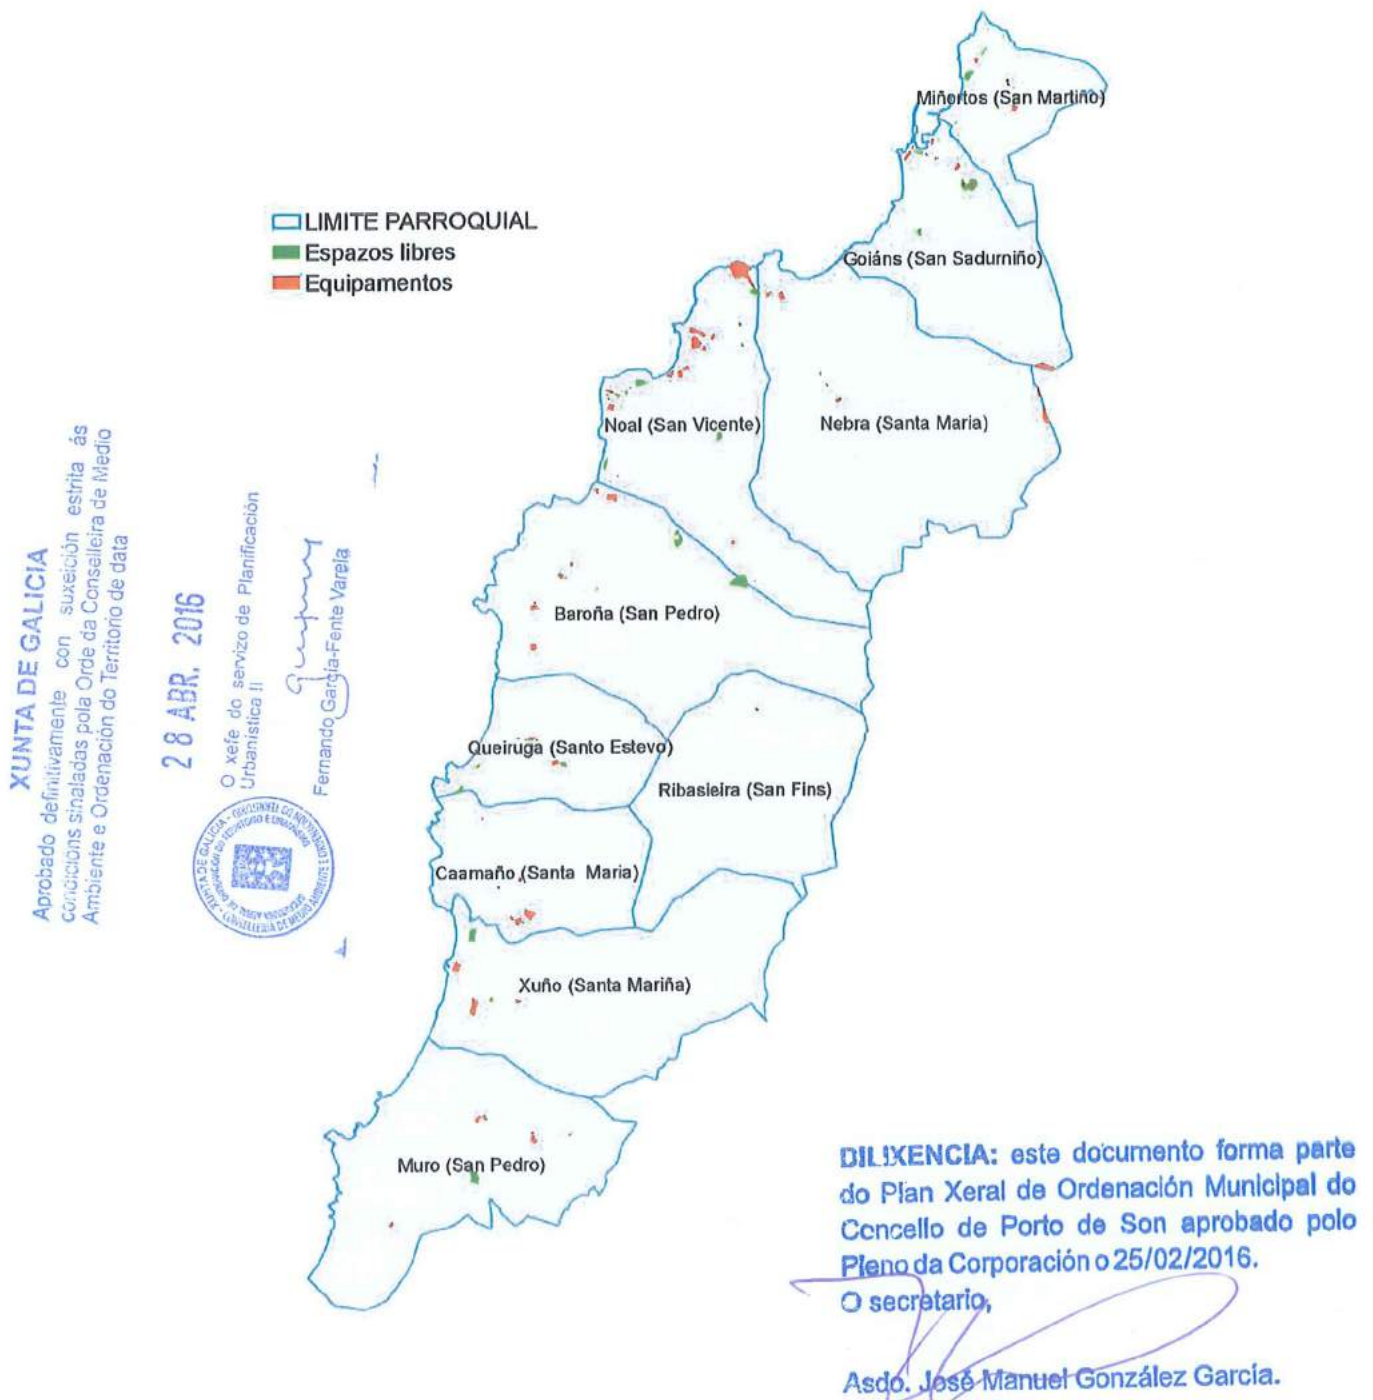 Miñortos (San Martiño)
LIMITE PARROQUIAL
Espazos libres
Equipamentos
Goiáns (San Sadurniño)
Noal (San Vicente)
Nebra (Santa Maria)
Baroña (San Pedro)
Queiruga (Santo Estevo)
Ribasieira (San Fins)
Caamaño (Santa Maria)
Xuño (Santa Mariña)
Muro (San Pedro)
XUNTA DE GALICIA
Aprobado definitivamente con suxeición estrita ás
condicións sinaladas pola Orde da Conselleira de Medio
Ambiente e Ordenación do Territorio de data
28 ABR. 2016
O xefe do servizo de Planificación
Urbanística II
Fernando García-Fente Varela
DILIXENCIA: este documento forma parte
do Plan Xeral de Ordenación Municipal do
Concello de Porto de Son aprobado polo
Pleno da Corporación o 25/02/2016.
O secretario,
Asdo. José Manuel González García.